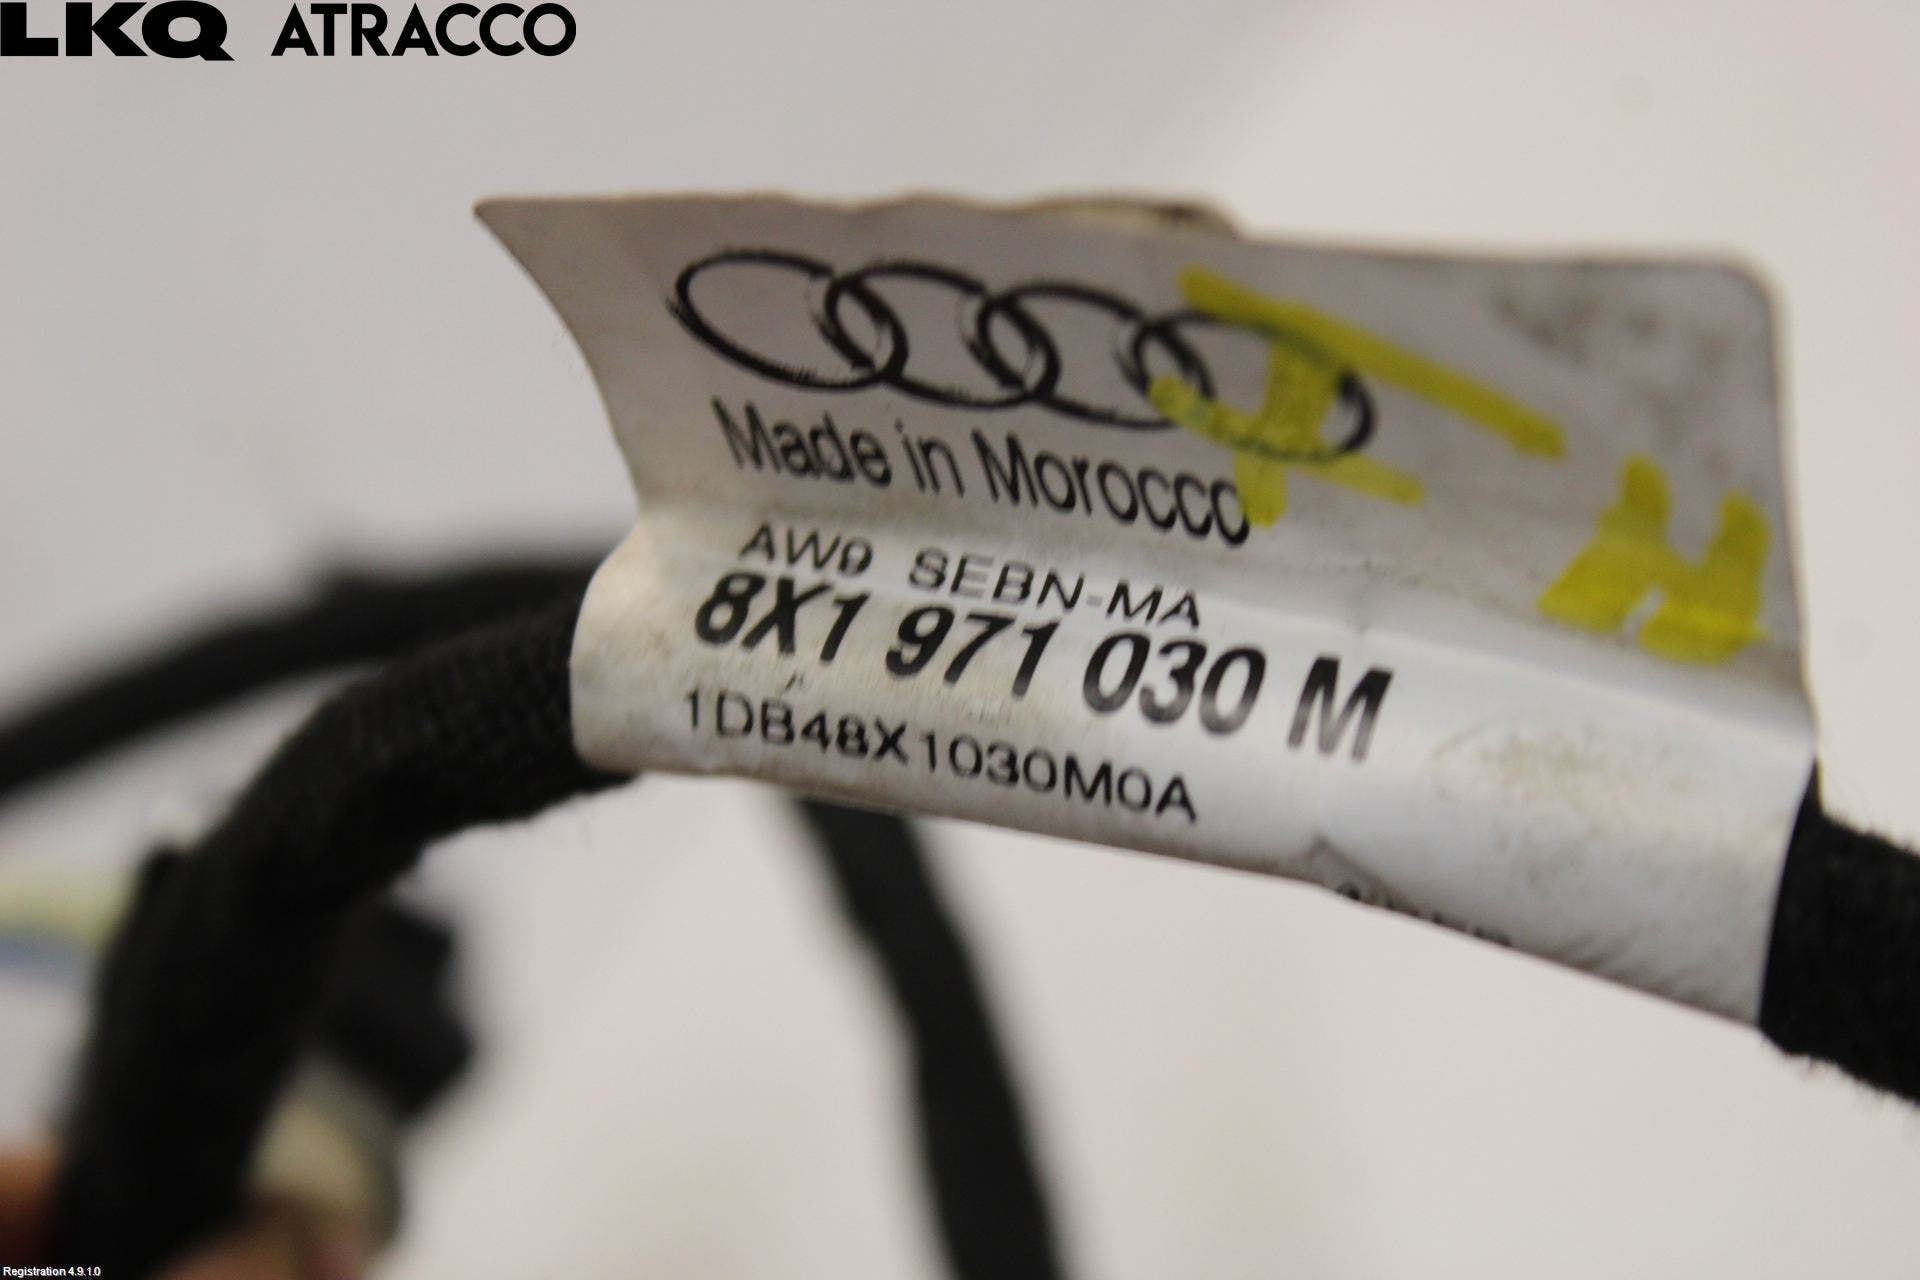 LKQ ATRACCO
Made in Morocco
AW9 SEBN-MA
8X1 971 030 M
1DB48X1030M0A
Registration 4.9.1.0